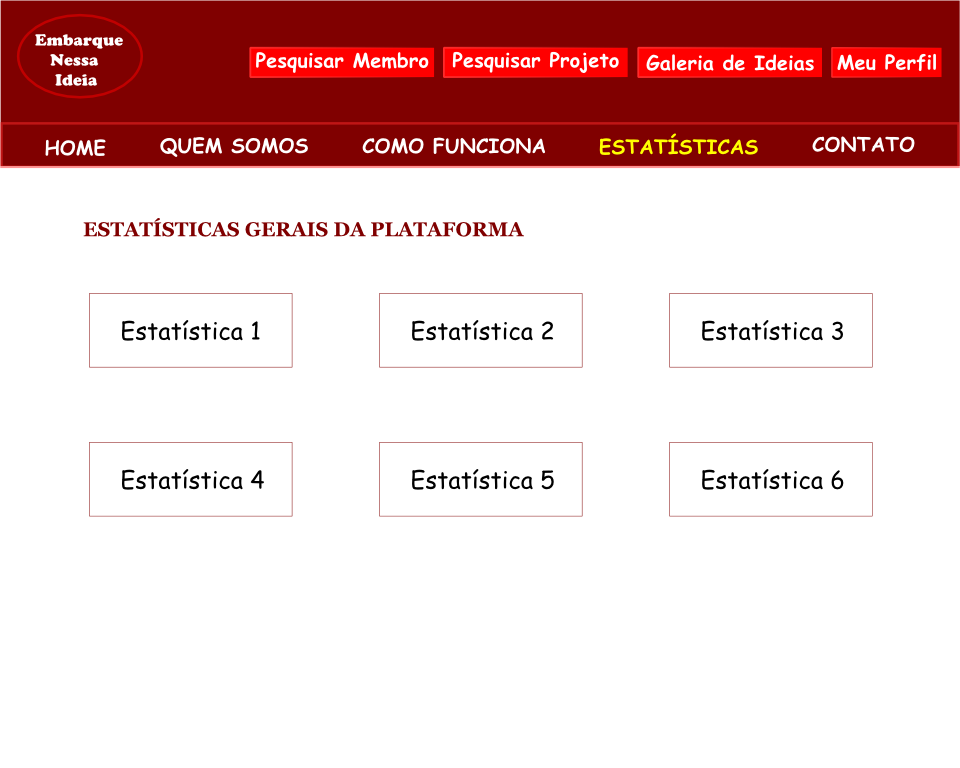 Embarque
Nessa
Ideia
Pesquisar Membro
Pesquisar Projeto
Galeria de Ideias
Meu Perfil
HOME
QUEM SOMOS
COMO FUNCIONA
ESTATÍSTICAS
CONTATO
ESTATÍSTICAS GERAIS DA PLATAFORMA
Estatística 1
Estatística 2
Estatística 3
Estatística 4
Estatística 5
Estatística 6